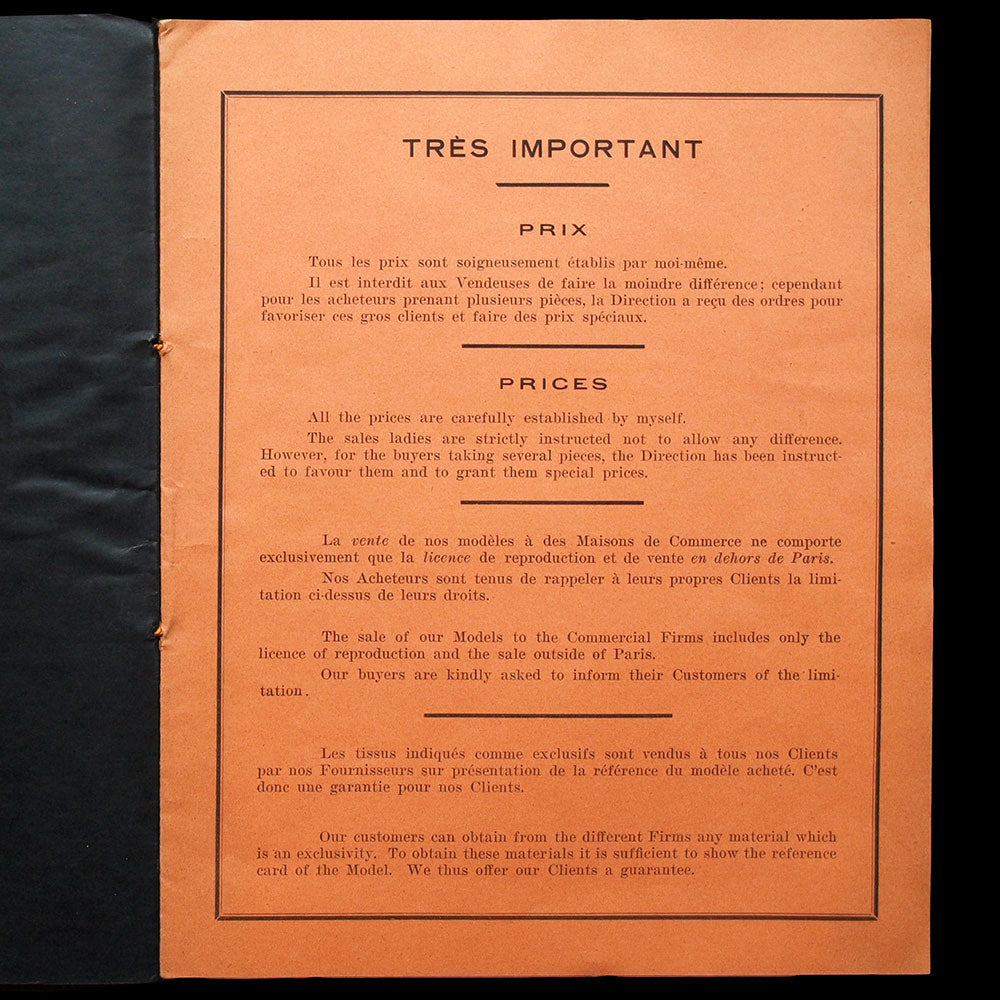 TRÈS IMPORTANT
PRIX
Tous les prix sont soigneusement établis par moi-même.
Il est interdit aux Vendeuses de faire la moindre différence; cependant
pour les acheteurs prenant plusieurs pièces, la Direction a reçu des ordres pour
favoriser ces gros clients et faire des prix spéciaux.
PRICES
All the prices are carefully established by myself.
The sales ladies are strictly instructed not to allow any difference.
However, for the buyers taking several pieces, the Direction has been instruct-
ed to favour them and to grant them special prices.
La vente de nos modèles à des Maisons de Commerce ne comporte
exclusivement que la licence de reproduction et de vente en dehors de Paris.
Nos Acheteurs sont tenus de rappeler à leurs propres Clients la limi-
tation ci-dessus de leurs droits.
The sale of our Models to the Commercial Firms includes only the
licence of reproduction and the sale outside of Paris.
Our buyers are kindly asked to inform their Customers of the limi-
tation.
Les tissus indiqués comme exclusifs sont vendus à tous nos Clients
par nos Fournisseurs sur présentation de la référence du modèle acheté. C'est
donc une garantie pour nos Clients.
Our customers can obtain from the different Firms any material which
is an exclusivity. To obtain these materials it is sufficient to show the reference
card of the Model. We thus offer our Clients a guarantee.